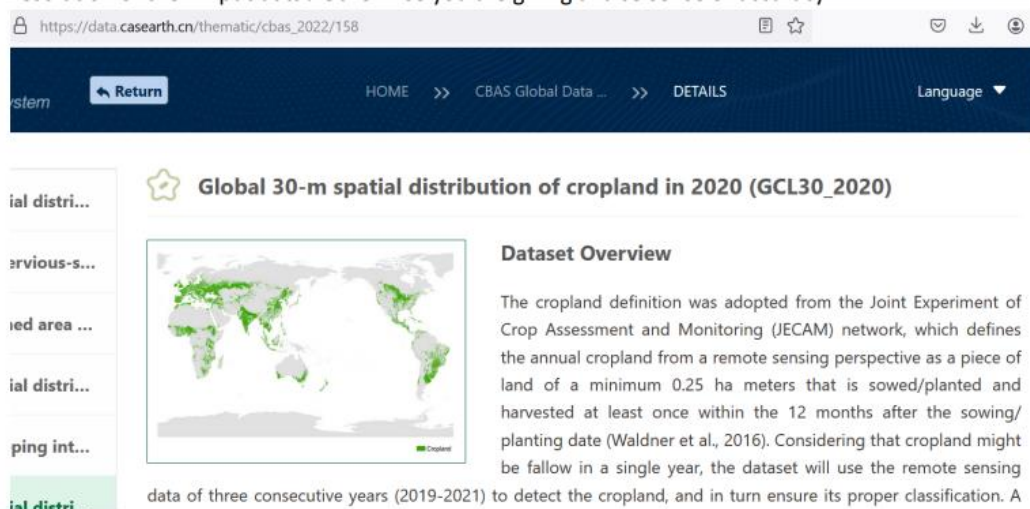 https://data.casearth.cn/thematic/cbas_2022/158
stem
Return
HOME >> CBAS Global Data ... >> DETAILS
Language
ial distri...
ervious-s...
ed area ...
ial distri...
ping int...
ial distri...
Global 30-m spatial distribution of cropland in 2020 (GCL30_2020)
Cropland
Dataset Overview
The cropland definition was adopted from the Joint Experiment of
Crop Assessment and Monitoring (JECAM) network, which defines
the annual cropland from a remote sensing perspective as a piece of
land of a minimum 0.25 ha meters that is sowed/planted and
harvested at least once within the 12 months after the sowing/
planting date (Waldner et al., 2016). Considering that cropland might
be fallow in a single year, the dataset will use the remote sensing
data of three consecutive years (2019-2021) to detect the cropland, and in turn ensure its proper classification. A